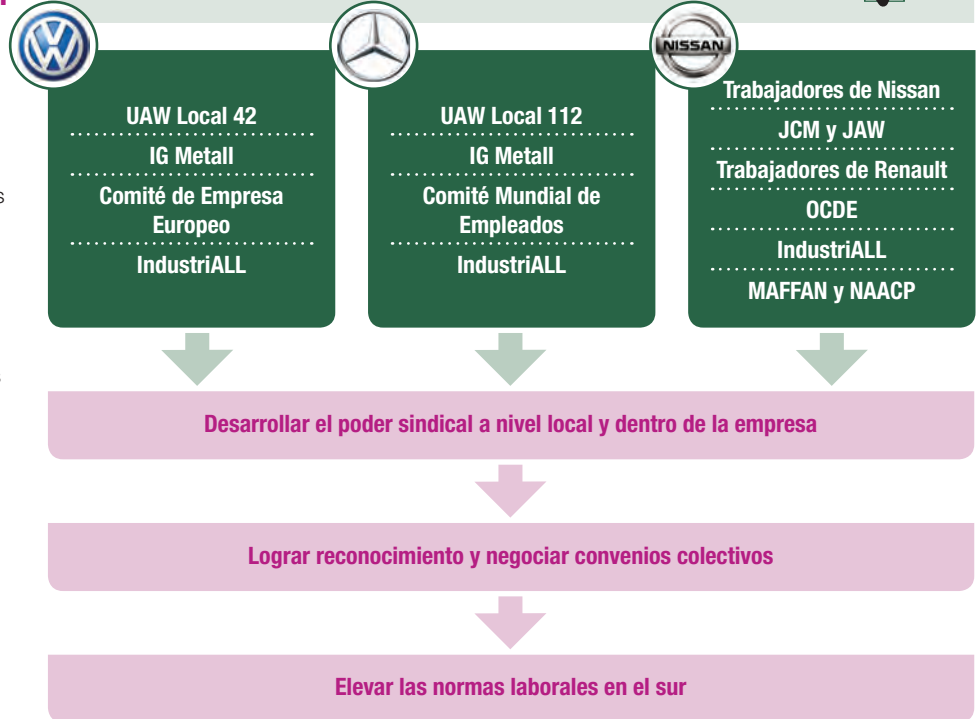 UAW Local 42
IG Metall
Comité de Empresa
Europeo
IndustriALL
UAW Local 112
IG Metall
Comité Mundial de
Empleados
IndustriALL
NISSAN
Trabajadores de Nissan
JCM y JAW
Trabajadores de Renault
OCDE
IndustriALL
MAFFAN y NAACP
Desarrollar el poder sindical a nivel local y dentro de la empresa
Lograr reconocimiento y negociar convenios colectivos
Elevar las normas laborales en el sur